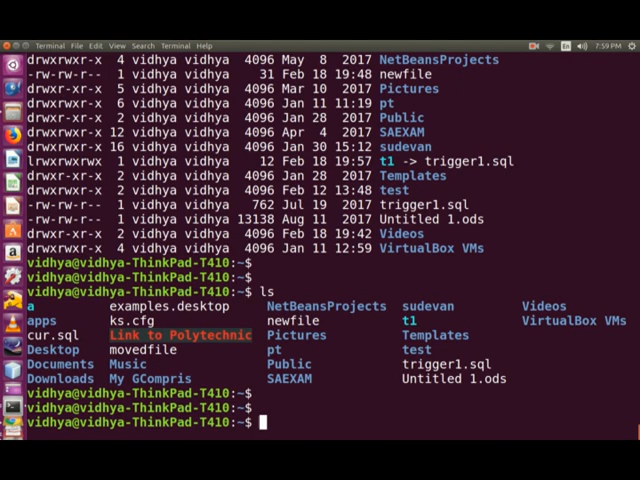 Terminal File Edit View Search Terminal Help En 7:59 PM
drwxrwxr-x 4 vidhya vidhya 4096 May 8 2017 NetBeansProjects
-rw-rw-r-- 1 vidhya vidhya 31 Feb 18 19:48 newfile
drwxr-xr-x 5 vidhya vidhya 4096 Mar 10 2017 Pictures
drwxrwxr-x 6 vidhya vidhya 4096 Jan 11 11:19 pt
drwxr-xr-x 2 vidhya vidhya 4096 Jan 28 2017 Public
drwxrwxr-x 12 vidhya vidhya 4096 Apr 4 2017 SAEXAM
drwxrwxr-x 16 vidhya vidhya 4096 Jan 30 15:12 sudevan
lrwxrwxrwx 1 vidhya vidhya 12 Feb 18 19:57 t1 -> trigger1.sql
drwxr-xr-x 2 vidhya vidhya 4096 Jan 28 2017 Templates
drwxrwxr-x 2 vidhya vidhya 4096 Feb 12 13:48 test
-rw-rw-r-- 1 vidhya vidhya 762 Jul 19 2017 trigger1.sql
-rw-rw-r-- 1 vidhya vidhya 13138 Aug 11 2017 Untitled 1.ods
drwxr-xr-x 2 vidhya vidhya 4096 Feb 18 19:42 Videos
drwxrwxr-x 4 vidhya vidhya 4096 Jan 11 12:59 VirtualBox VMs
vidhya@vidhya-ThinkPad-T410:~$
vidhya@vidhya-ThinkPad-T410:~$
vidhya@vidhya-ThinkPad-T410:~$ ls
a examples.desktop NetBeansProjects sudevan Videos
apps ks.cfg newfile t1 VirtualBox VMs
cur.sql Link to Polytechnic Pictures Templates
Desktop movedfile pt test
Documents Music Public trigger1.sql
Downloads My GCompris SAEXAM Untitled 1.ods
vidhya@vidhya-ThinkPad-T410:~$
vidhya@vidhya-ThinkPad-T410:~$
vidhya@vidhya-ThinkPad-T410:~$